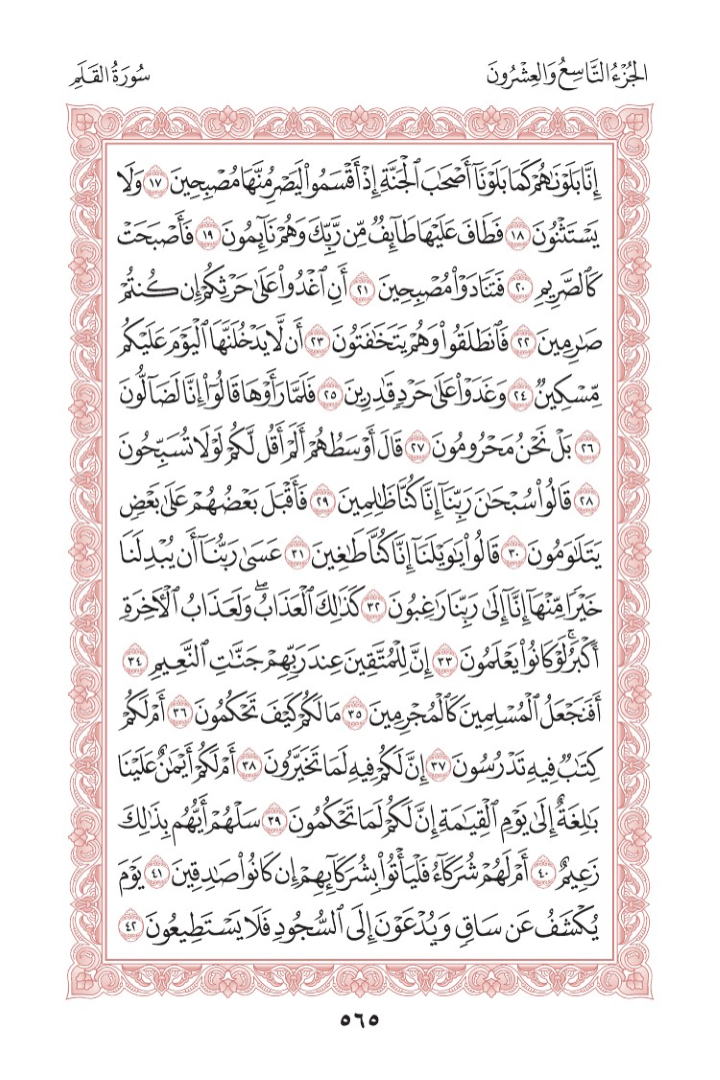 الجُزْءُ التَّاسِعُ وَالعِشْرُونَ
سُورَةُ القَلَمِ
إِنَّا بَلَوْنَٰهُمْ كَمَا بَلَوْنَآ أَصْحَٰبَ ٱلْجَنَّةِ إِذْ أَقْسَمُوا۟ لَيَصْرِمُنَّهَا مُصْبِحِينَ ١٧ وَلَا
يَسْتَثْنُونَ ١٨ فَطَافَ عَلَيْهَا طَآئِفٌ مِّن رَّبِّكَ وَهُمْ نَآئِمُونَ ١٩ فَأَصْبَحَتْ
كَٱلصَّرِيمِ ٢٠ فَتَنَادَوْا۟ مُصْبِحِينَ ٢١ أَنِ ٱغْدُوا۟ عَلَىٰ حَرْثِكُمْ إِن كُنتُمْ
صَٰرِمِينَ ٢٢ فَٱنطَلَقُوا۟ وَهُمْ يَتَخَٰفَتُونَ ٢٣ أَن لَّا يَدْخُلَنَّهَا ٱلْيَوْمَ عَلَيْكُم
مِّسْكِينٌ ٢٤ وَغَدَوْا۟ عَلَىٰ حَرْدٍ قَٰدِرِينَ ٢٥ فَلَمَّا رَأَوْهَا قَالُوٓا۟ إِنَّا لَضَآلُّونَ
٢٦ بَلْ نَحْنُ مَحْرُومُونَ ٢٧ قَالَ أَوْسَطُهُمْ أَلَمْ أَقُل لَّكُمْ لَوْلَا تُسَبِّحُونَ
٢٨ قَالُوا۟ سُبْحَٰنَ رَبِّنَآ إِنَّا كُنَّا ظَٰلِمِينَ ٢٩ فَأَقْبَلَ بَعْضُهُمْ عَلَىٰ بَعْضٍ
يَتَلَٰوَمُونَ ٣٠ قَالُوا۟ يَٰوَيْلَنَآ إِنَّا كُنَّا طَٰغِينَ ٣١ عَسَىٰ رَبُّنَآ أَن يُبْدِلَنَا
خَيْرًا مِّنْهَآ إِنَّآ إِلَىٰ رَبِّنَا رَٰغِبُونَ ٣٢ كَذَٰلِكَ ٱلْعَذَابُ ۖ وَلَعَذَابُ ٱلْأَخِرَةِ
أَكْبَرُ ۚ لَوْ كَانُوا۟ يَعْلَمُونَ ٣٣ إِنَّ لِلْمُتَّقِينَ عِندَ رَبِّهِمْ جَنَّٰتِ ٱلنَّعِيمِ ٣٤
أَفَنَجْعَلُ ٱلْمُسْلِمِينَ كَٱلْمُجْرِمِينَ ٣٥ مَا لَكُمْ كَيْفَ تَحْكُمُونَ ٣٦ أَمْ لَكُمْ
كِتَٰبٌ فِيهِ تَدْرُسُونَ ٣٧ إِنَّ لَكُمْ فِيهِ لَمَا تَخَيَّرُونَ ٣٨ أَمْ لَكُمْ أَيْمَٰنٌ عَلَيْنَا
بَٰلِغَةٌ إِلَىٰ يَوْمِ ٱلْقِيَٰمَةِ إِنَّ لَكُمْ لَمَا تَحْكُمُونَ ٣٩ سَلْهُمْ أَيُّهُم بِذَٰلِكَ
زَعِيمٌ ٤٠ أَمْ لَهُمْ شُرَكَآءُ فَلْيَأْتُوا۟ بِشُرَكَآئِهِمْ إِن كَانُوا۟ صَٰدِقِينَ ٤١ يَوْمَ
يُكْشَفُ عَن سَاقٍ وَيُدْعَوْنَ إِلَى ٱلسُّجُودِ فَلَا يَسْتَطِيعُونَ ٤٢
٥٦٥